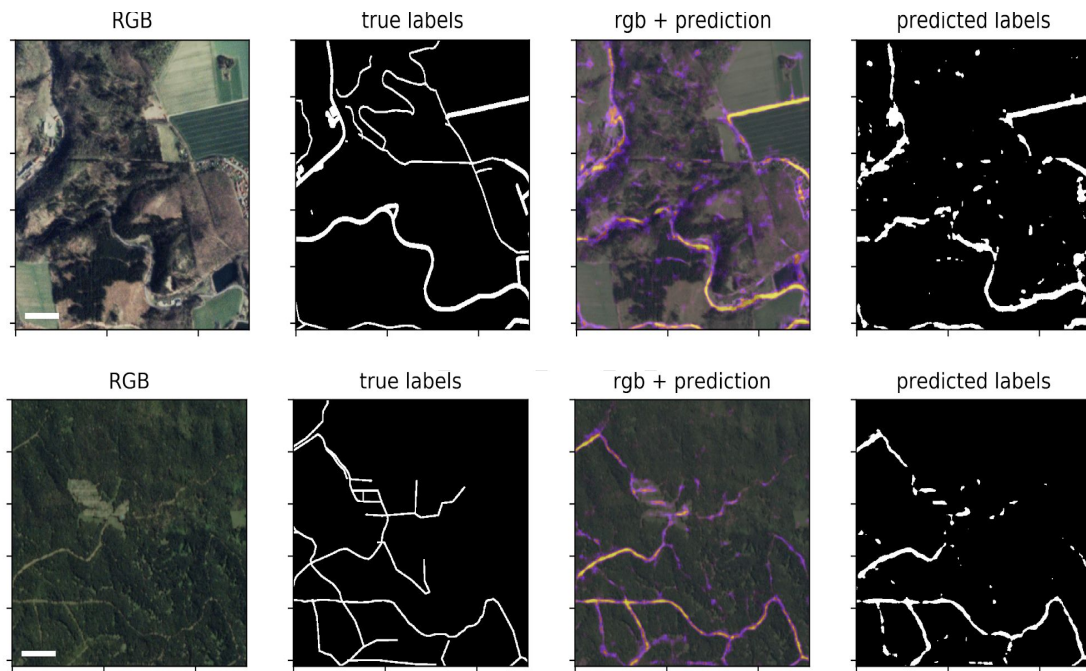 RGB
true labels
rgb + prediction
predicted labels
RGB
true labels
rgb + prediction
predicted labels